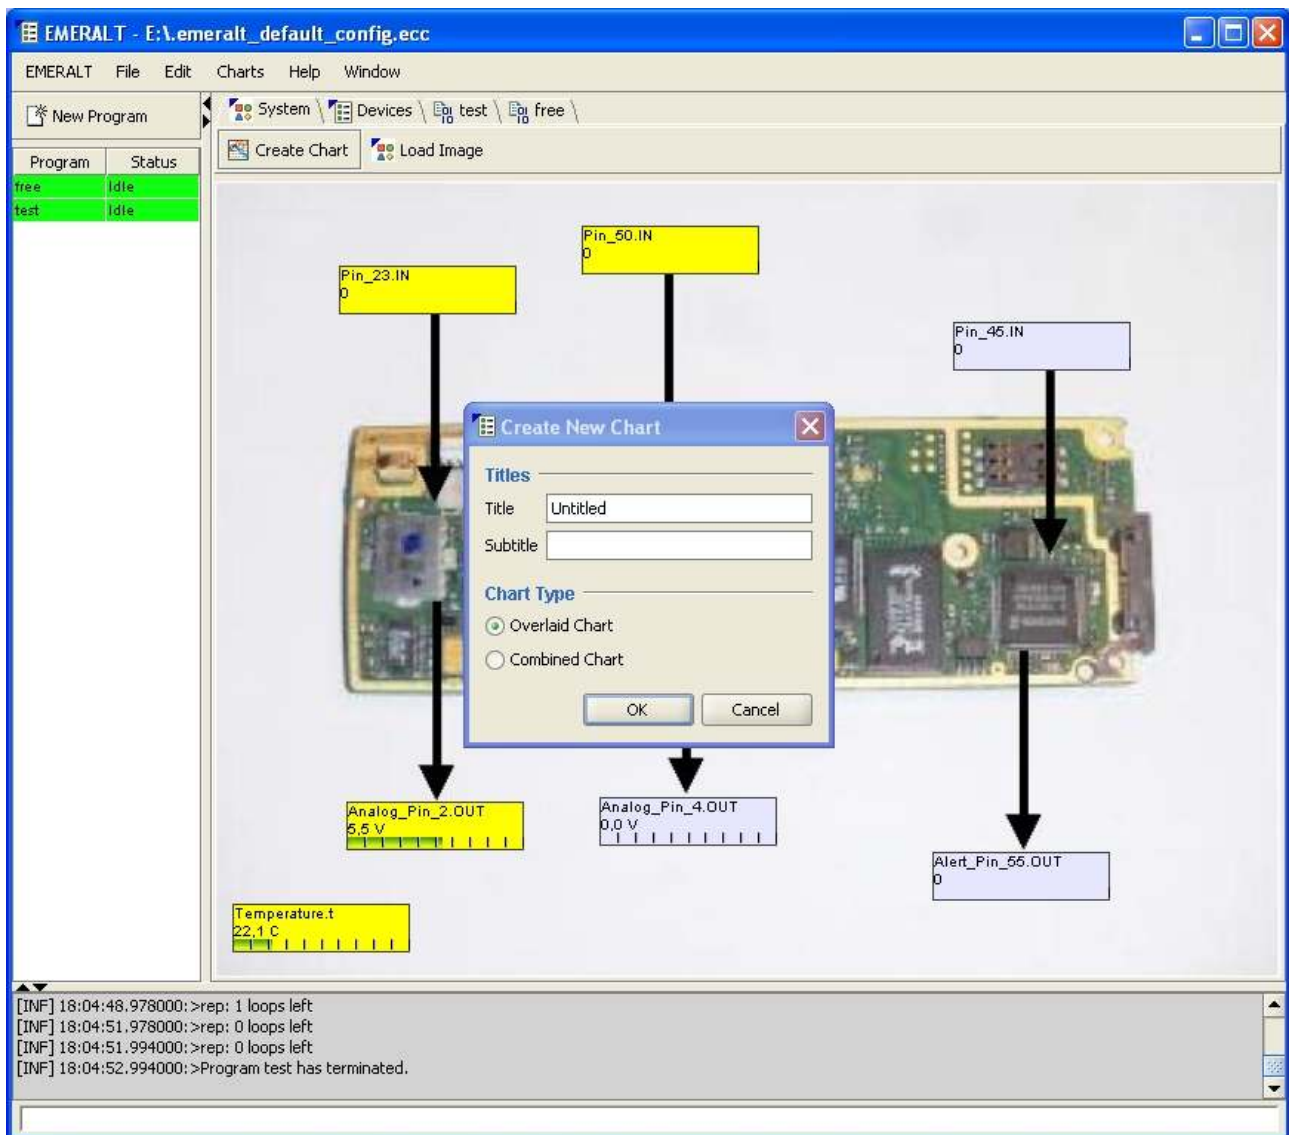 EMERALT - E:\.emeralt_default_config.ecc
EMERALT File Edit Charts Help Window
New Program
System \ Devices \ test \ free \
Create Chart Load Image
Program Status
free Idle
test Idle
Pin_50.IN
0
Pin_23.IN
0
Pin_45.IN
0
Create New Chart
Titles
Title Untitled
Subtitle
Chart Type
Overlaid Chart
Combined Chart
OK Cancel
Analog_Pin_2.OUT
5,5 V
Analog_Pin_4.OUT
0,0 V
Alert_Pin_55.OUT
0
Temperature.t
22,1 C
[INF] 18:04:48.978000:>rep: 1 loops left
[INF] 18:04:51.978000:>rep: 0 loops left
[INF] 18:04:51.994000:>rep: 0 loops left
[INF] 18:04:52.994000:>Program test has terminated.